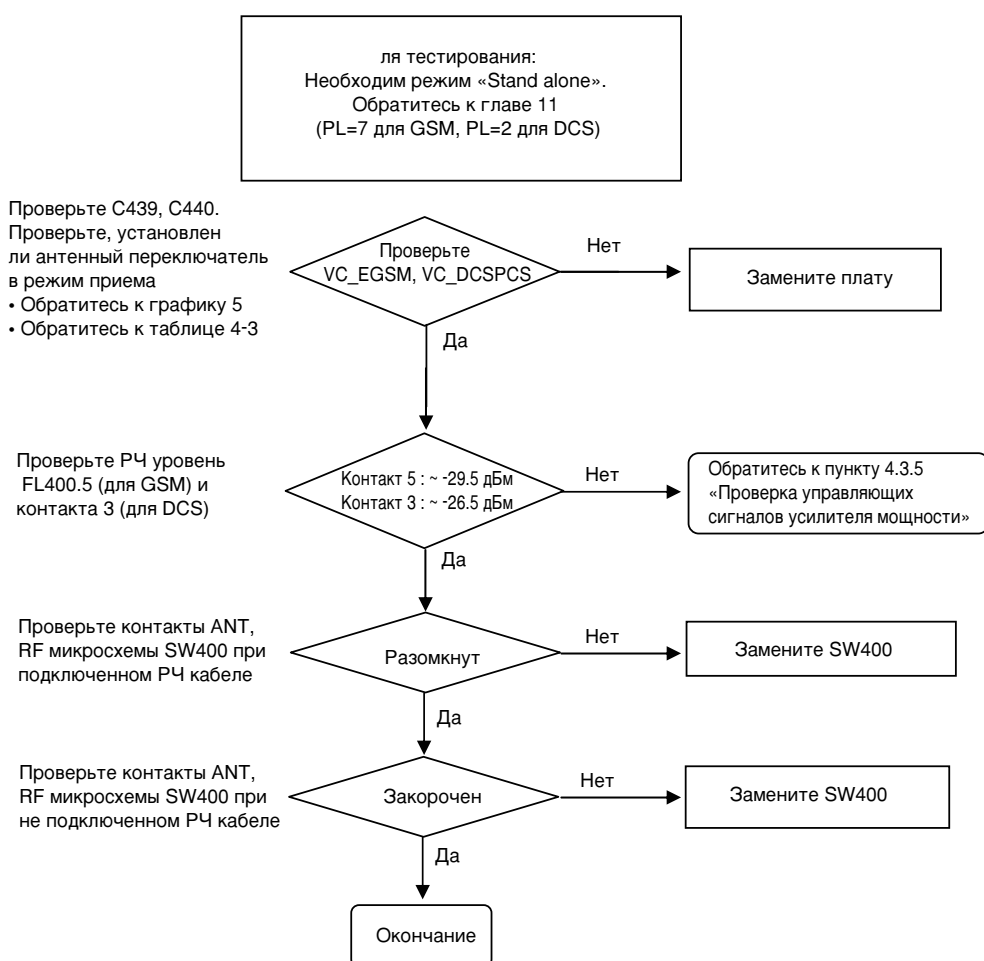 ля тестирования:
Необходим режим «Stand alone».
Обратитесь к главе 11
(PL=7 для GSM, PL=2 для DCS)
Проверьте C439, C440.
Проверьте, установлен
ли антенный переключатель
в режим приема
• Обратитесь к графику 5
• Обратитесь к таблице 4-3
Проверьте
VC_EGSM, VC_DCSPCS
Нет
Замените плату
Да
Проверьте РЧ уровень
FL400.5 (для GSM) и
контакта 3 (для DCS)
Контакт 5 : ~ -29.5 дБм
Контакт 3 : ~ -26.5 дБм
Нет
Обратитесь к пункту 4.3.5
«Проверка управляющих
сигналов усилителя мощности»
Да
Проверьте контакты ANT,
RF микросхемы SW400 при
подключенном РЧ кабеле
Разомкнут
Нет
Замените SW400
Да
Проверьте контакты ANT,
RF микросхемы SW400 при
не подключенном РЧ кабеле
Закорочен
Нет
Замените SW400
Да
Окончание